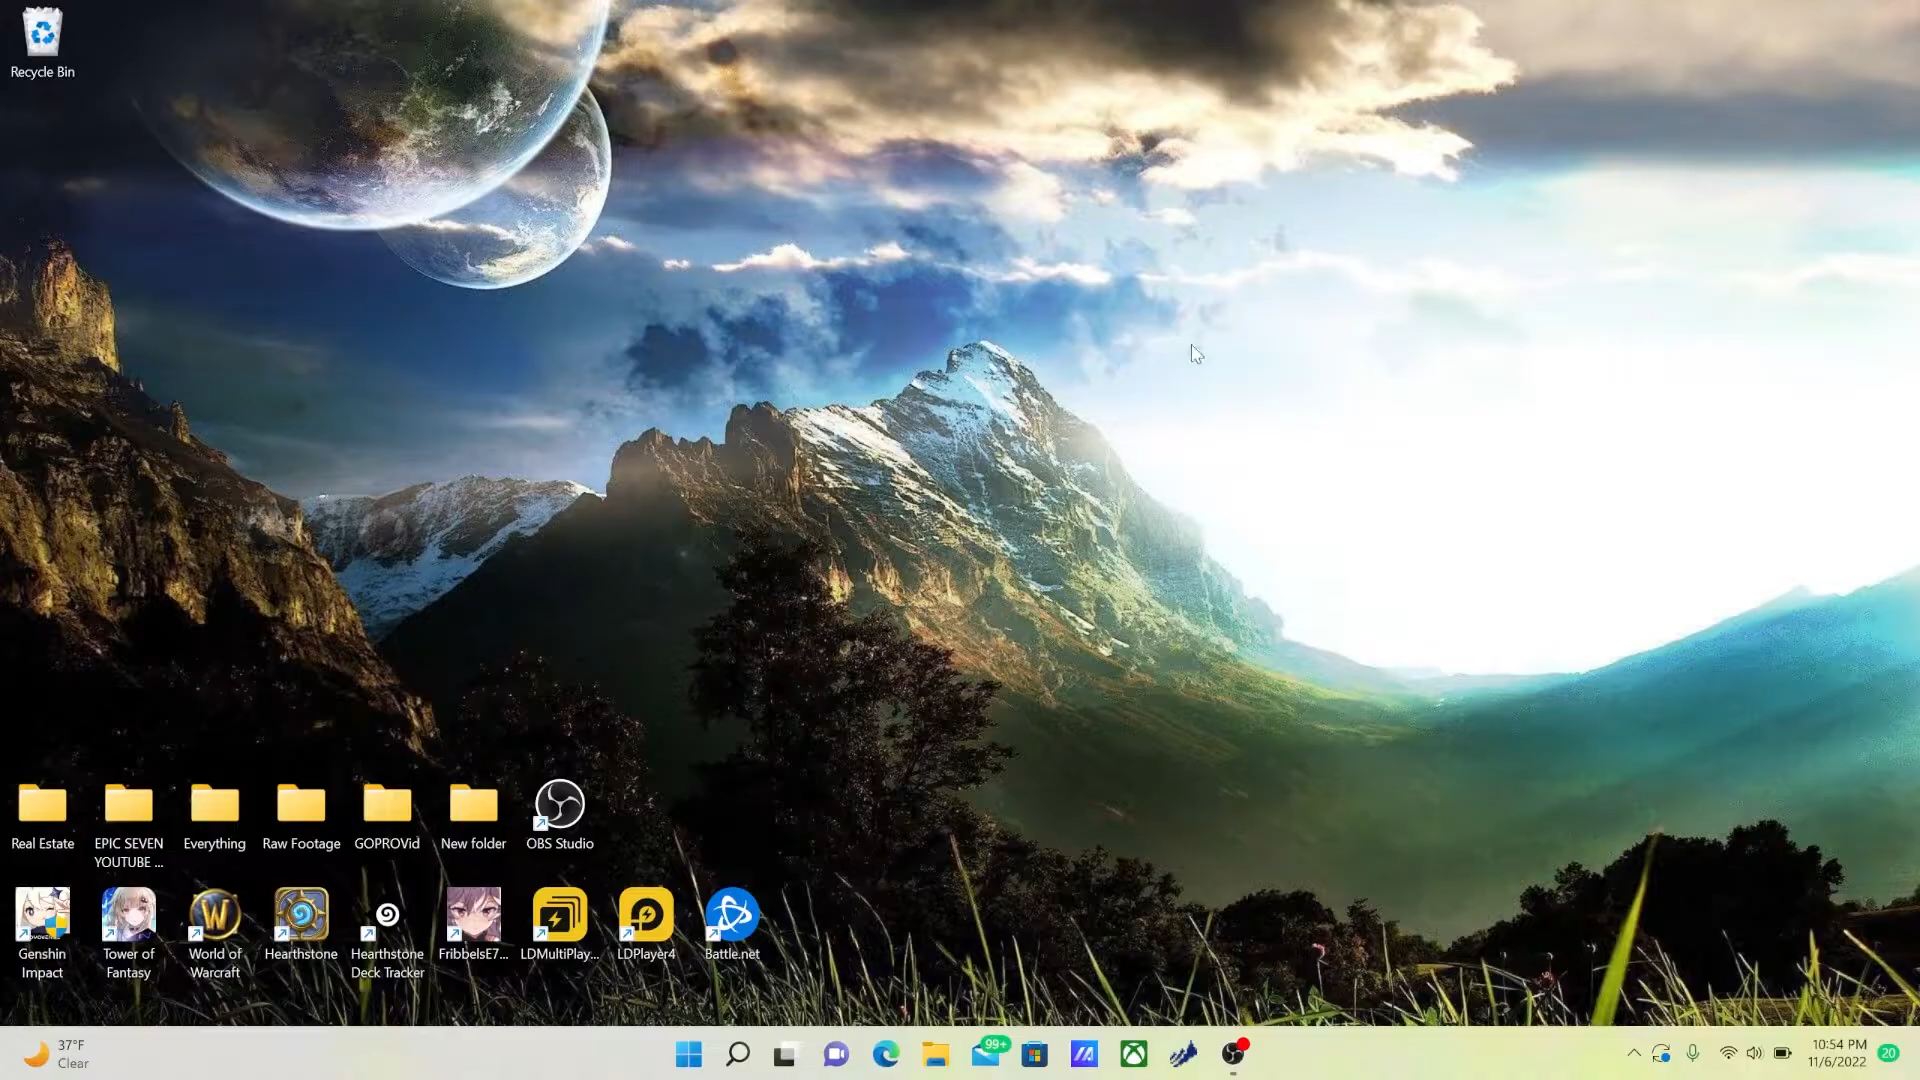 Recycle Bin
Real Estate
EPIC SEVEN
YOUTUBE ...
Everything
Raw Footage
GOPROVid
New folder
OBS Studio
Genshin
Impact
Tower of
Fantasy
World of
Warcraft
Hearthstone
Hearthstone
Deck Tracker
FribbelsE7...
LDMultiPlay...
LDPlayer4
Battle.net
37°F
Clear
99+
10:54 PM
11/6/2022
20